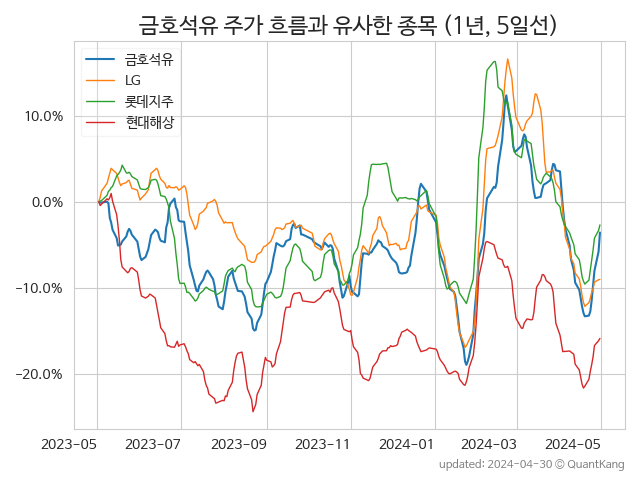 금호석유 주가 흐름과 유사한 종목 (1년, 5일선)
금호석유
LG
롯데지주
현대해상
10.0%
0.0%
−10.0%
−20.0%
2023-05 2023-07 2023-09 2023-11 2024-01 2024-03 2024-05
updated: 2024-04-30 © QuantKang